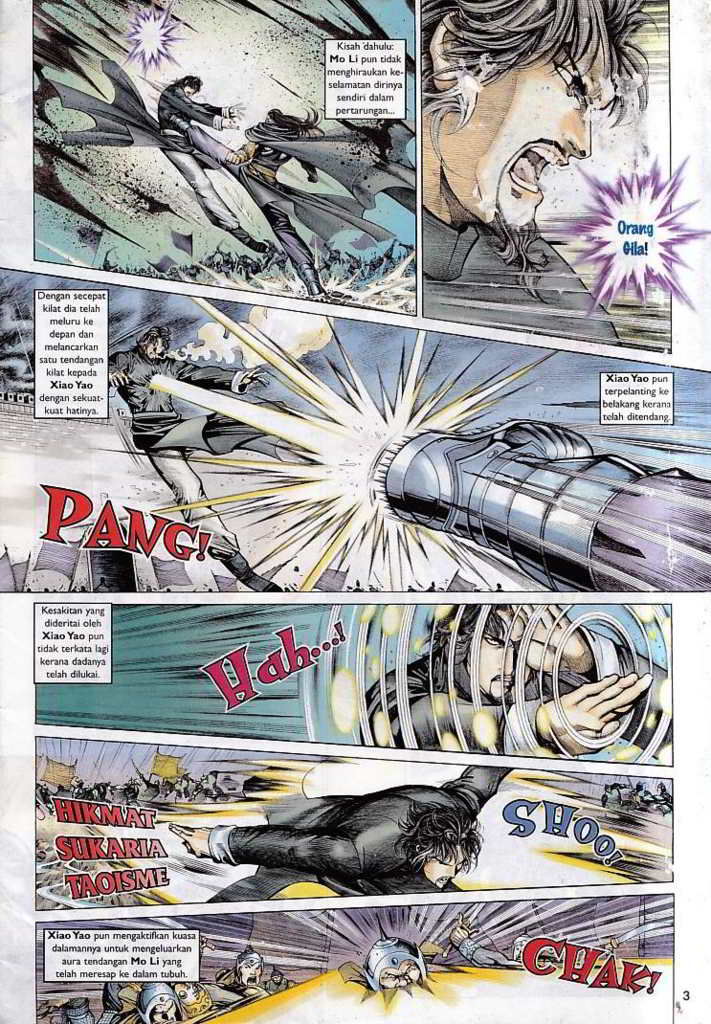 Kisah dahulu:
Mo Li pun tidak
menghiraukan ke-
selamatan dirinya
sendiri dalam
pertarungan...
Orang
Gila!
Dengan secepat
kilat dia telah
meluru ke
depan dan
melancarkan
satu tendangan
kilat kepada
Xiao Yao
dengan sekuat-
kuat hatinya.
Xiao Yao pun
terpelanting ke
belakang kerana
telah ditendang.
PANG!
Kesakitan yang
dideritai oleh
Xiao Yao pun
tidak terkata lagi
kerana dadanya
telah dilukai.
Hah...!
HIKMAT
SUKARIA
TAOISME
SHOO!
Xiao Yao pun mengaktifkan kuasa
dalamannya untuk mengeluarkan
aura tendangan Mo Li yang
telah meresap ke dalam tubuh.
CHAK!
3